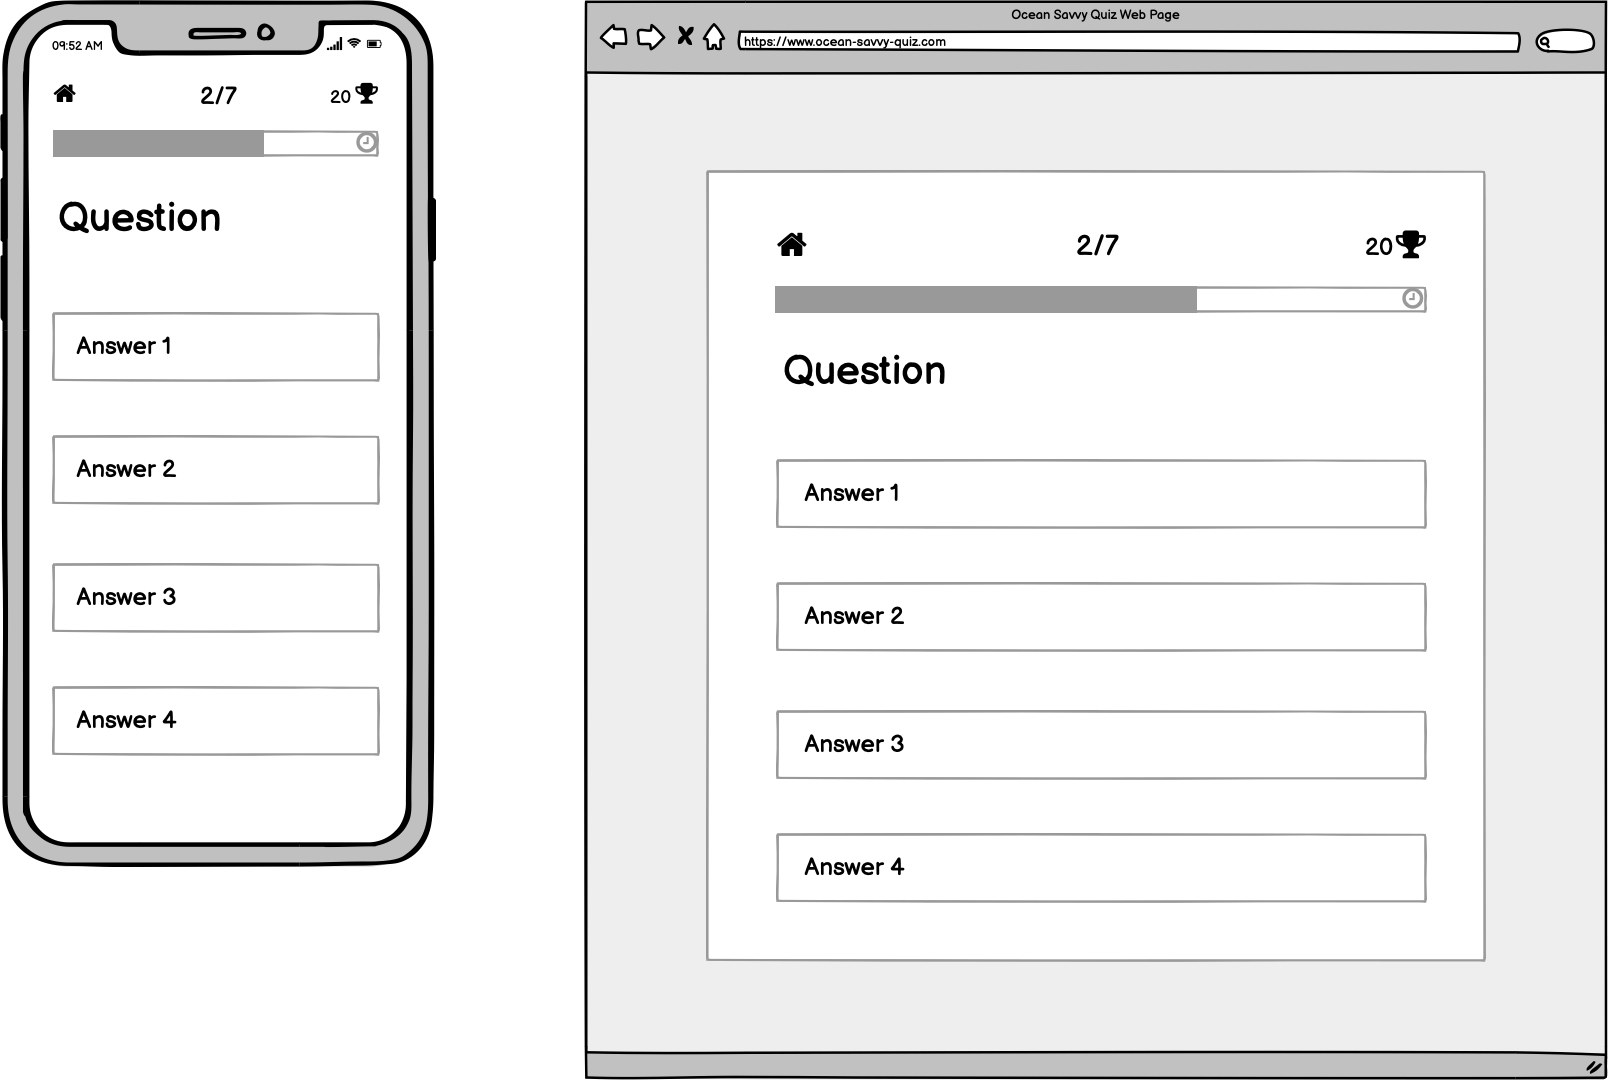 09:52 AM
2/7
20
Question
Answer 1
Answer 2
Answer 3
Answer 4
Ocean Savvy Quiz Web Page
https://www.ocean-savvy-quiz.com
2/7
20
Question
Answer 1
Answer 2
Answer 3
Answer 4